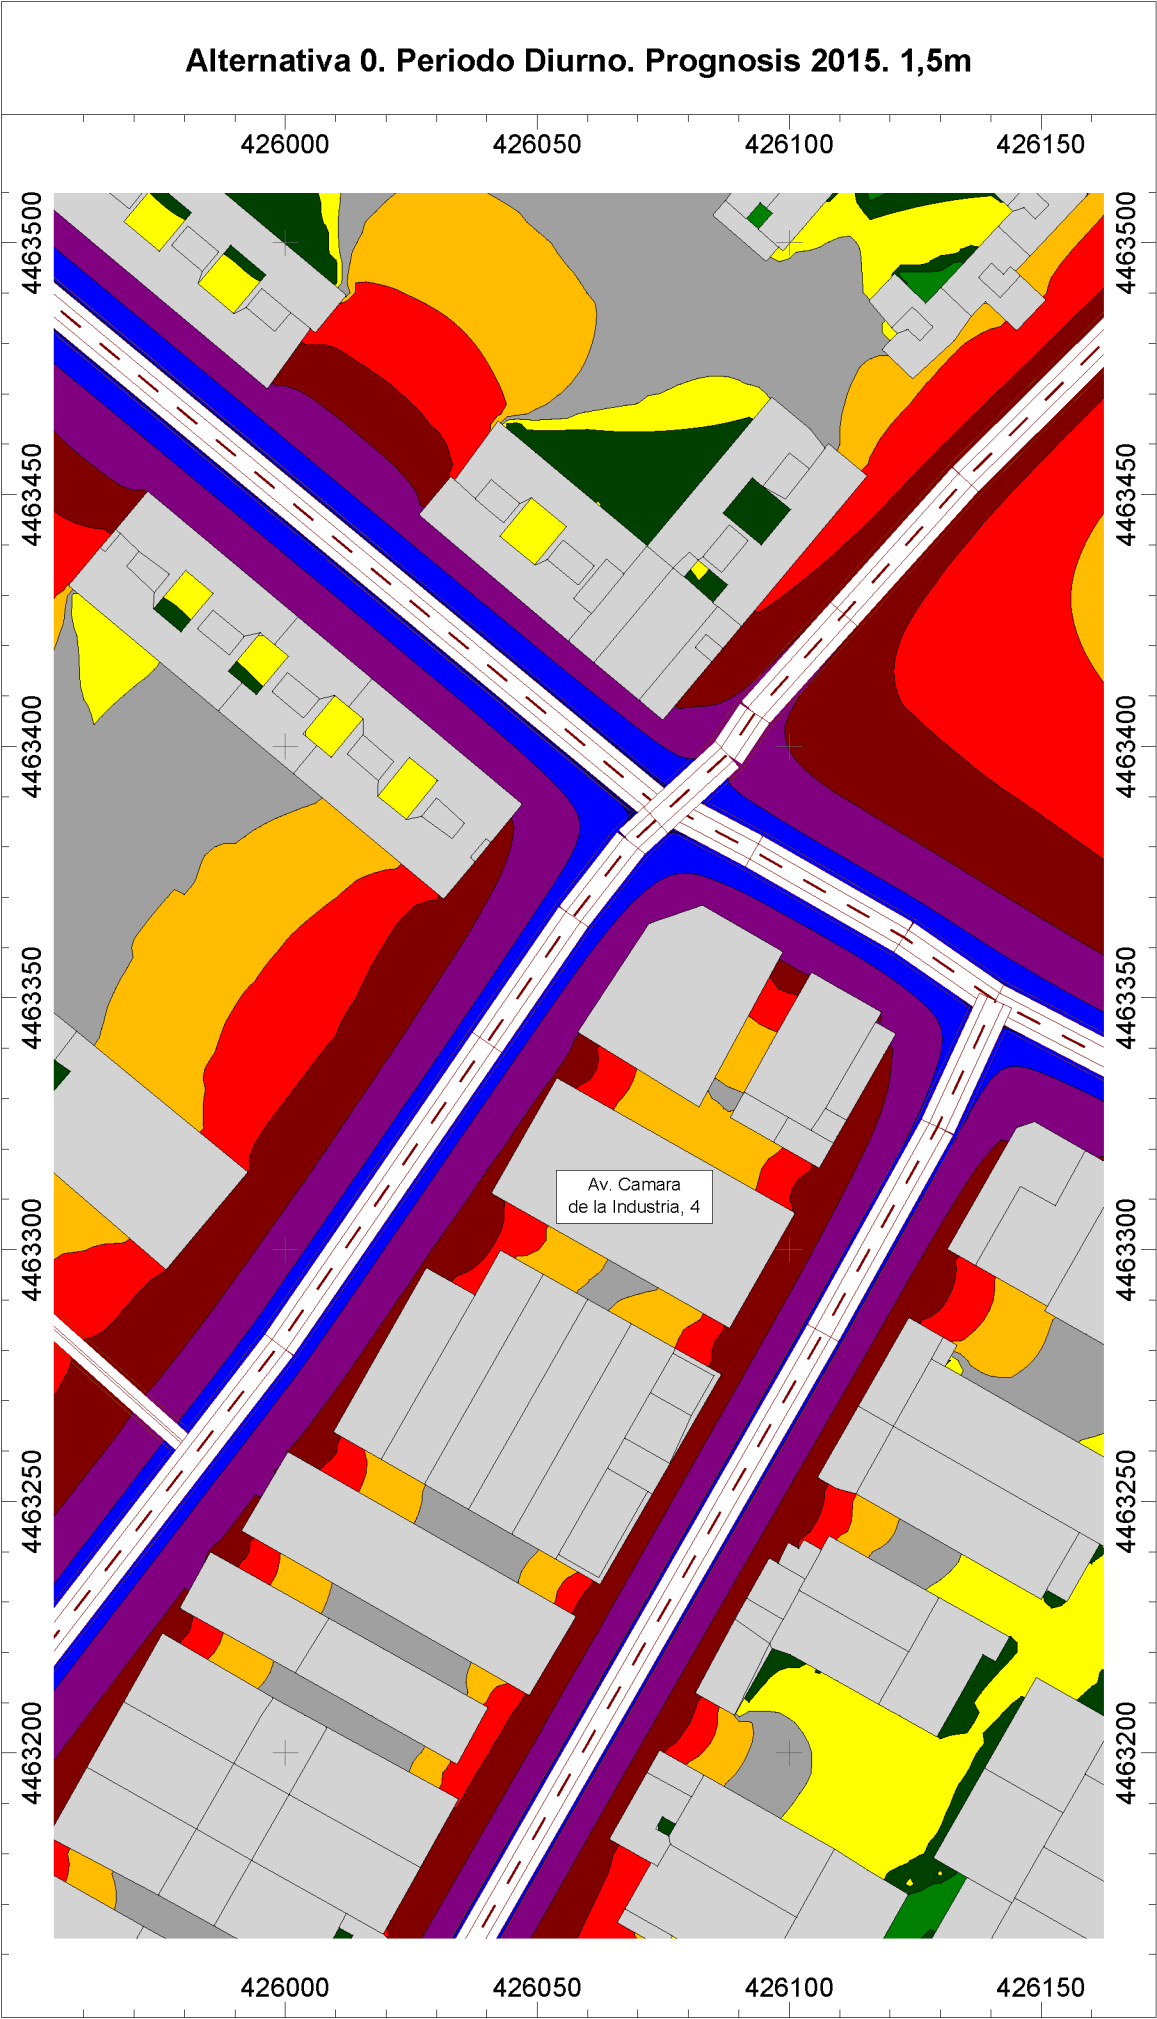 Alternativa 0. Periodo Diurno. Prognosis 2015. 1,5m
426000 426050 426100 426150
4463500 4463500
4463450 4463450
4463400 4463400
4463350 4463350
Av. Camara
de la Industria, 4
4463300 4463300
4463250 4463250
4463200 4463200
426000 426050 426100 426150